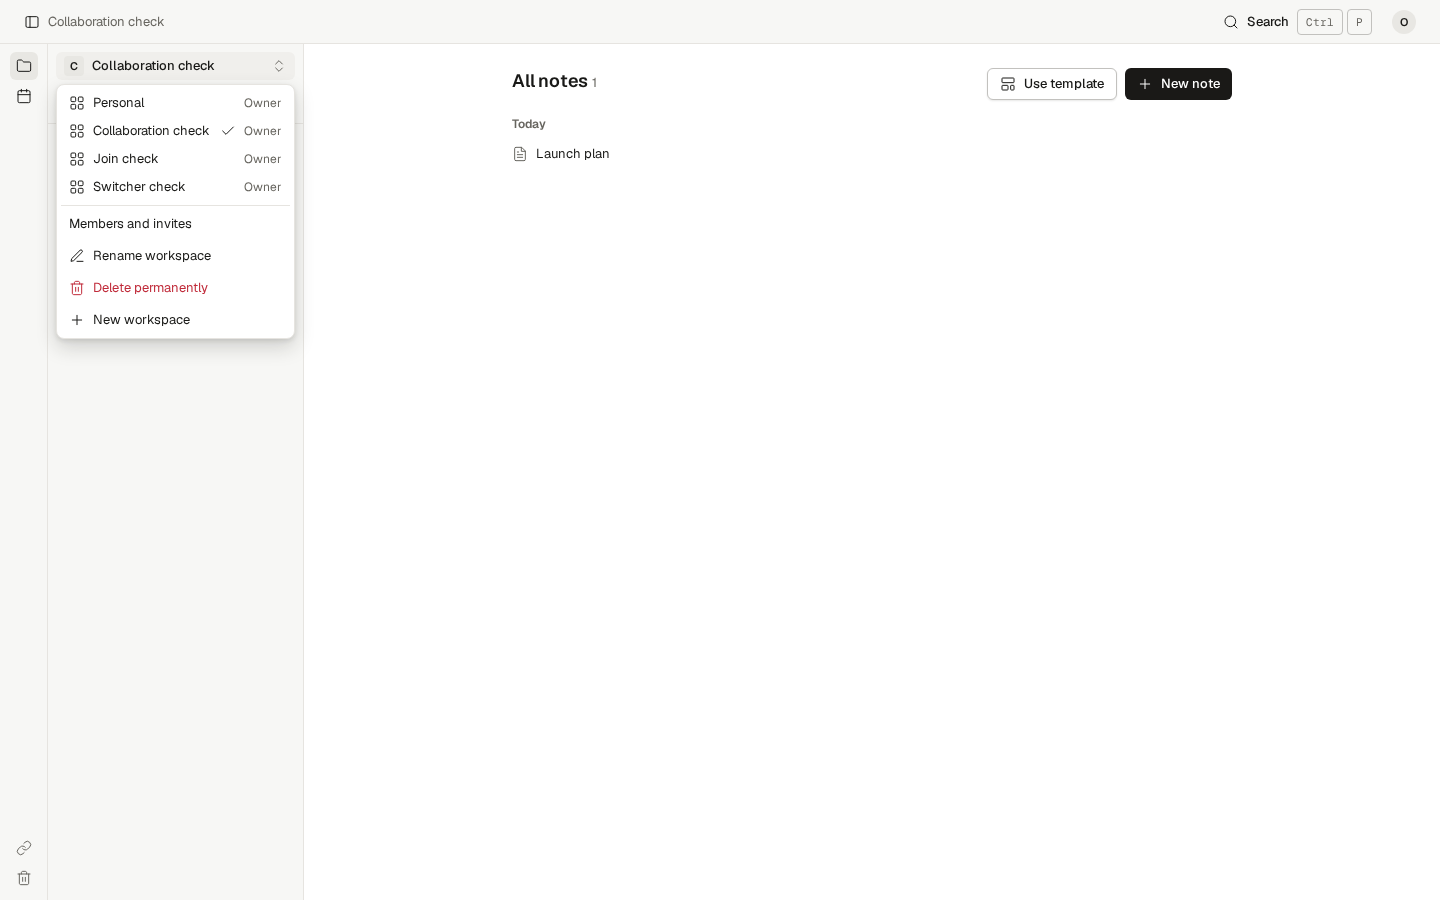 Collaboration check
Search Ctrl P O
C Collaboration check
Personal Owner
Collaboration check Owner
Join check Owner
Switcher check Owner
Members and invites
Rename workspace
Delete permanently
New workspace
All notes 1
Use template
New note
Today
Launch plan